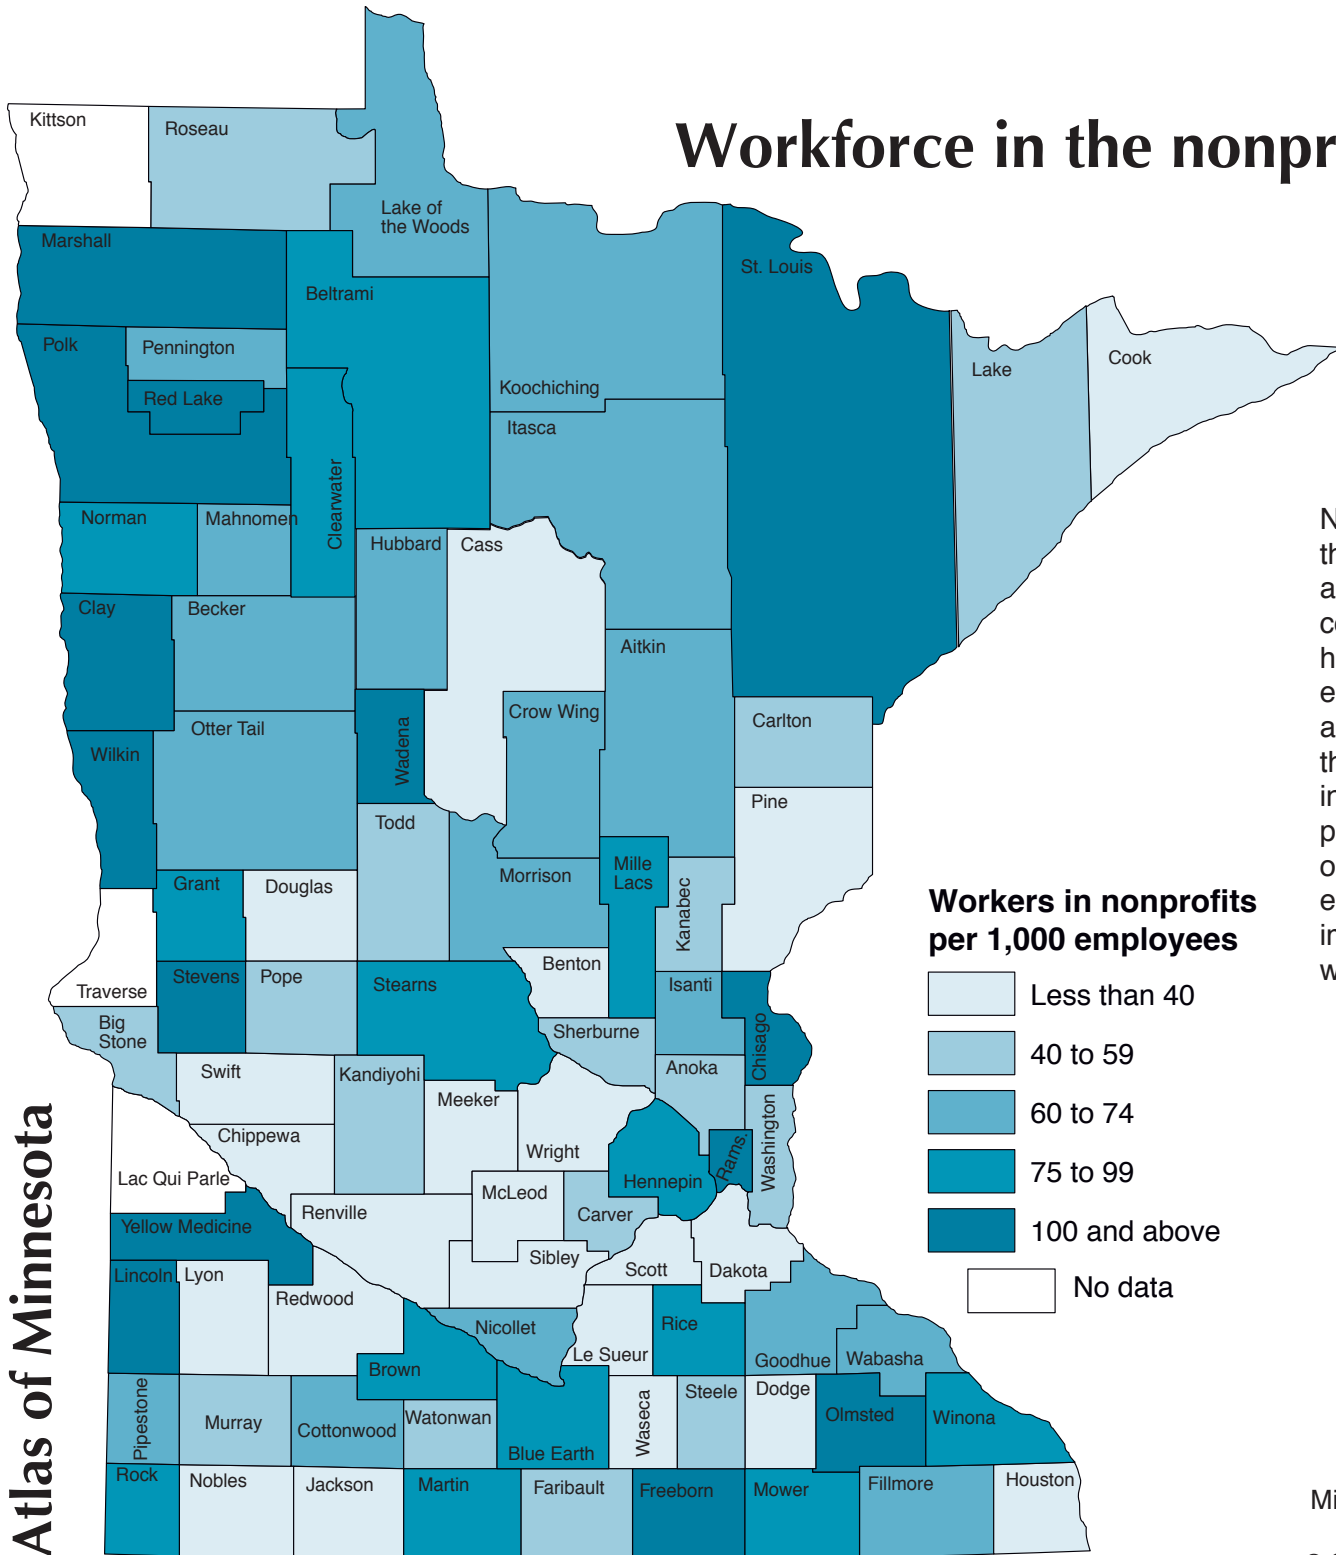 Workforce in the nonpr
Kittson
Roseau
Lake of
the Woods
Marshall
St. Louis
Beltrami
Polk
Pennington
Cook
Lake
Koochiching
Red Lake
Itasca
Clearwater
Norman
Mahnomen
Hubbard
Cass
Clay
Becker
Aitkin
Otter Tail
Crow Wing
Carlton
Wilkin
Wadena
Pine
Todd
Mille
Lacs
Morrison
Kanabec
Grant
Douglas
Benton
Stevens
Pope
Stearns
Isanti
Traverse
Big
Stone
Sherburne
Chisago
Anoka
Swift
Kandiyohi
Meeker
Chippewa
Wright
Washington
Rams.
Lac Qui Parle
Hennepin
McLeod
Renville
Carver
Yellow Medicine
Sibley
Scott
Dakota
Lincoln
Lyon
Redwood
Nicollet
Rice
Le Sueur
Goodhue
Wabasha
Brown
Pipestone
Murray
Cottonwood
Watonwan
Blue Earth
Waseca
Steele
Dodge
Olmsted
Winona
Rock
Nobles
Jackson
Martin
Faribault
Freeborn
Mower
Fillmore
Houston
Workers in nonprofits
per 1,000 employees
Less than 40
40 to 59
60 to 74
75 to 99
100 and above
No data
Atlas of Minnesota
Mi